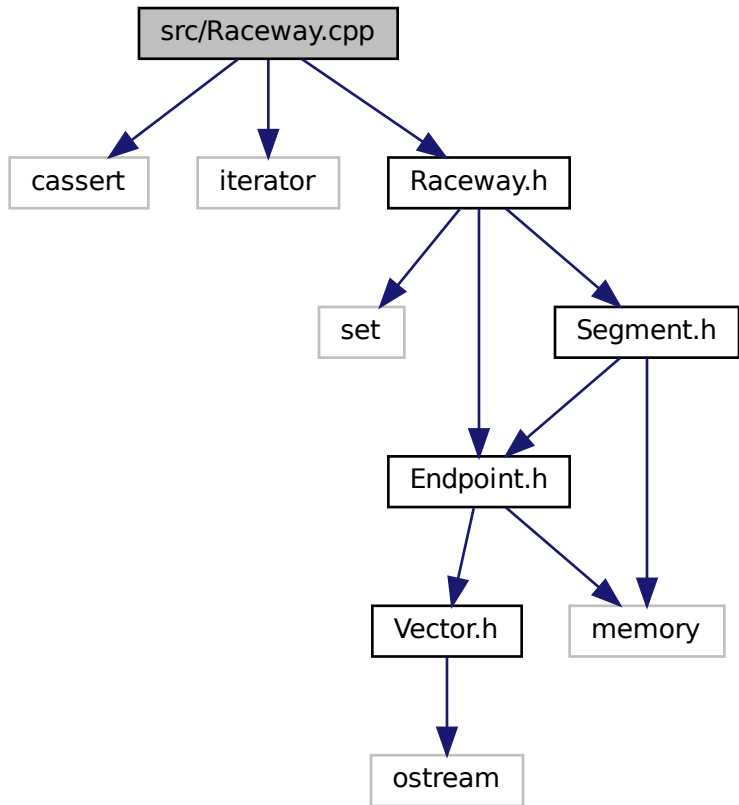 src/Raceway.cpp
cassert
iterator
Raceway.h
set
Segment.h
Endpoint.h
Vector.h
memory
ostream